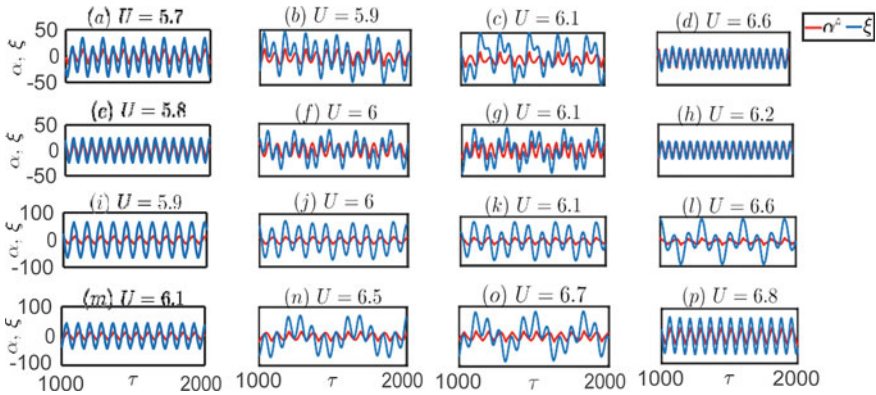 (a) U = 5.7
(b) U = 5.9
(c) U = 6.1
(d) U = 6.6
α, ξ
50
0
-50
α ξ
(e) U = 5.8
(f) U = 6
(g) U = 6.1
(h) U = 6.2
α, ξ
50
0
-50
(i) U = 5.9
(j) U = 6
(k) U = 6.1
(l) U = 6.6
α, ξ
100
0
-100
(m) U = 6.1
(n) U = 6.5
(o) U = 6.7
(p) U = 6.8
α, ξ
100
0
-100
1000 τ 2000
1000 τ 2000
1000 τ 2000
1000 τ 2000